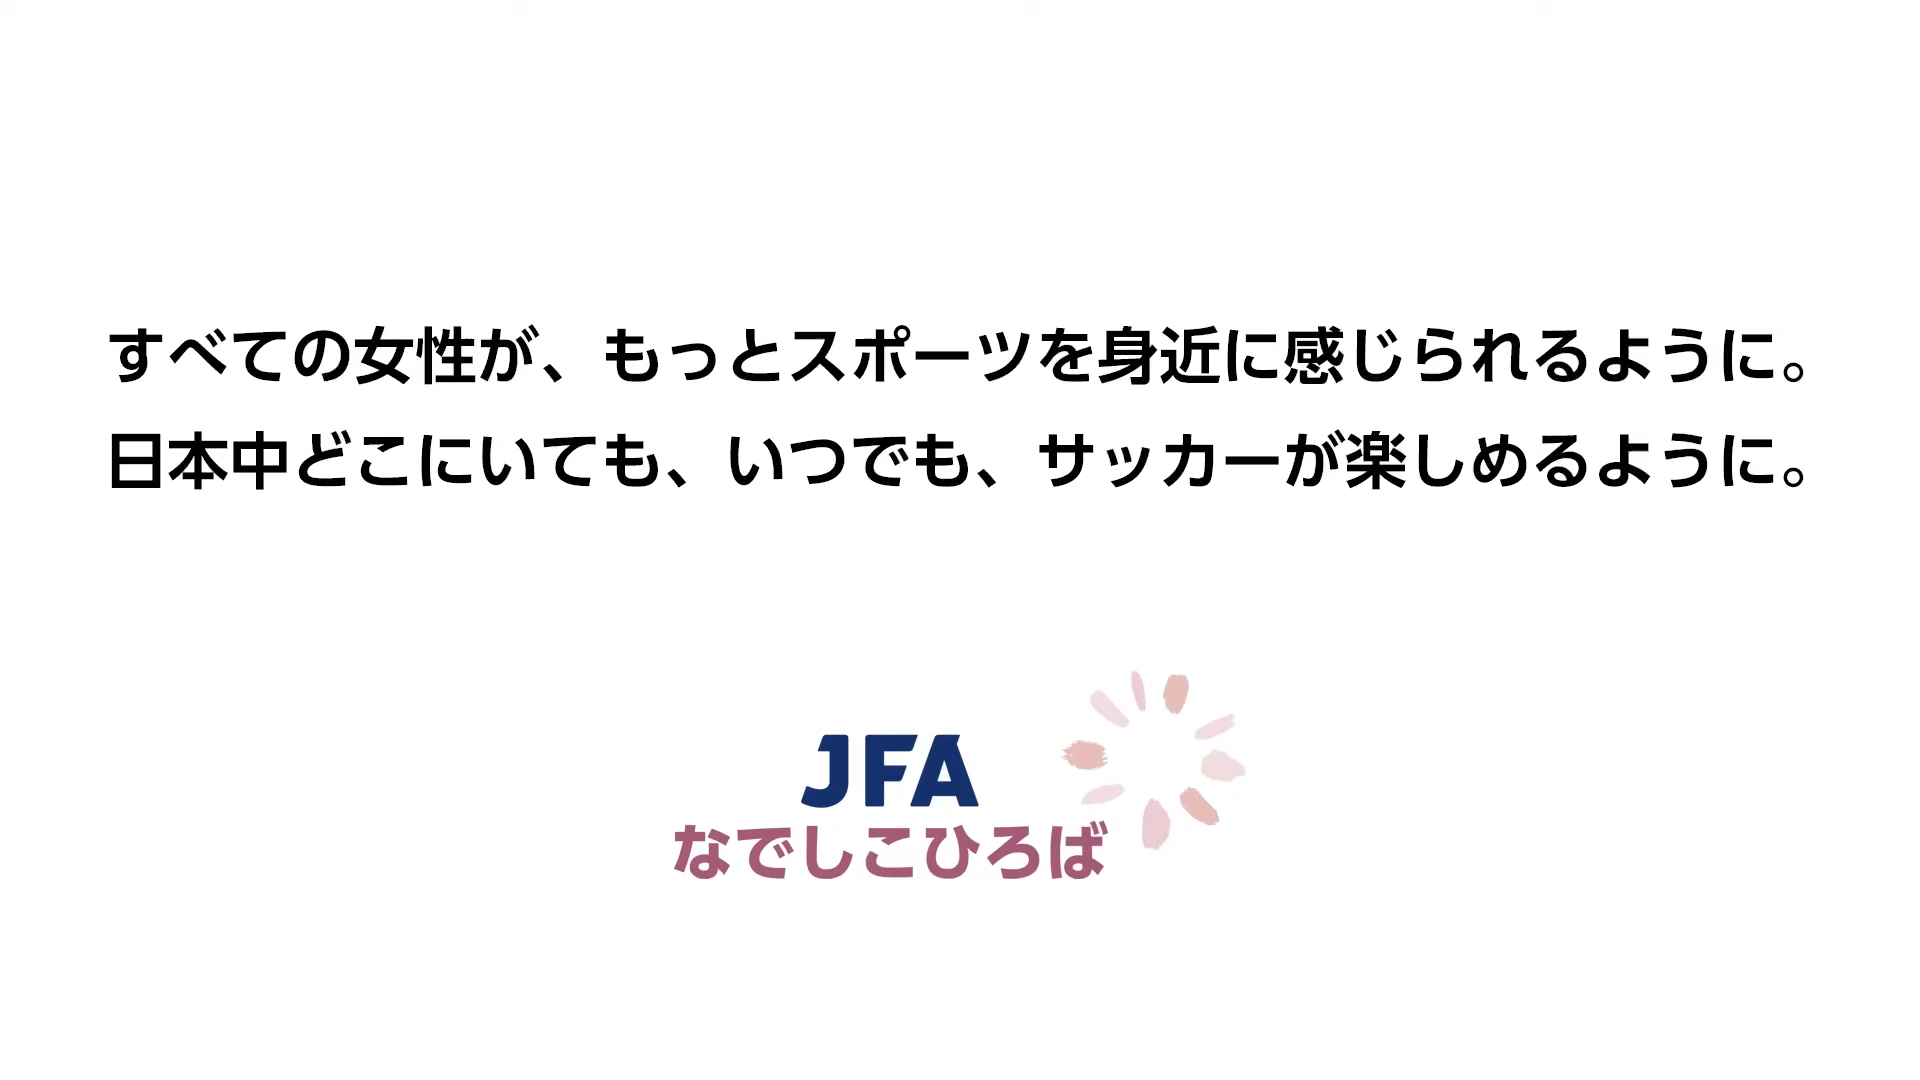 すべての女性が、もっとスポーツを身近に感じられるように。
日本中どこにいても、いつでも、サッカーが楽しめるように。
JFA
なでしこひろば